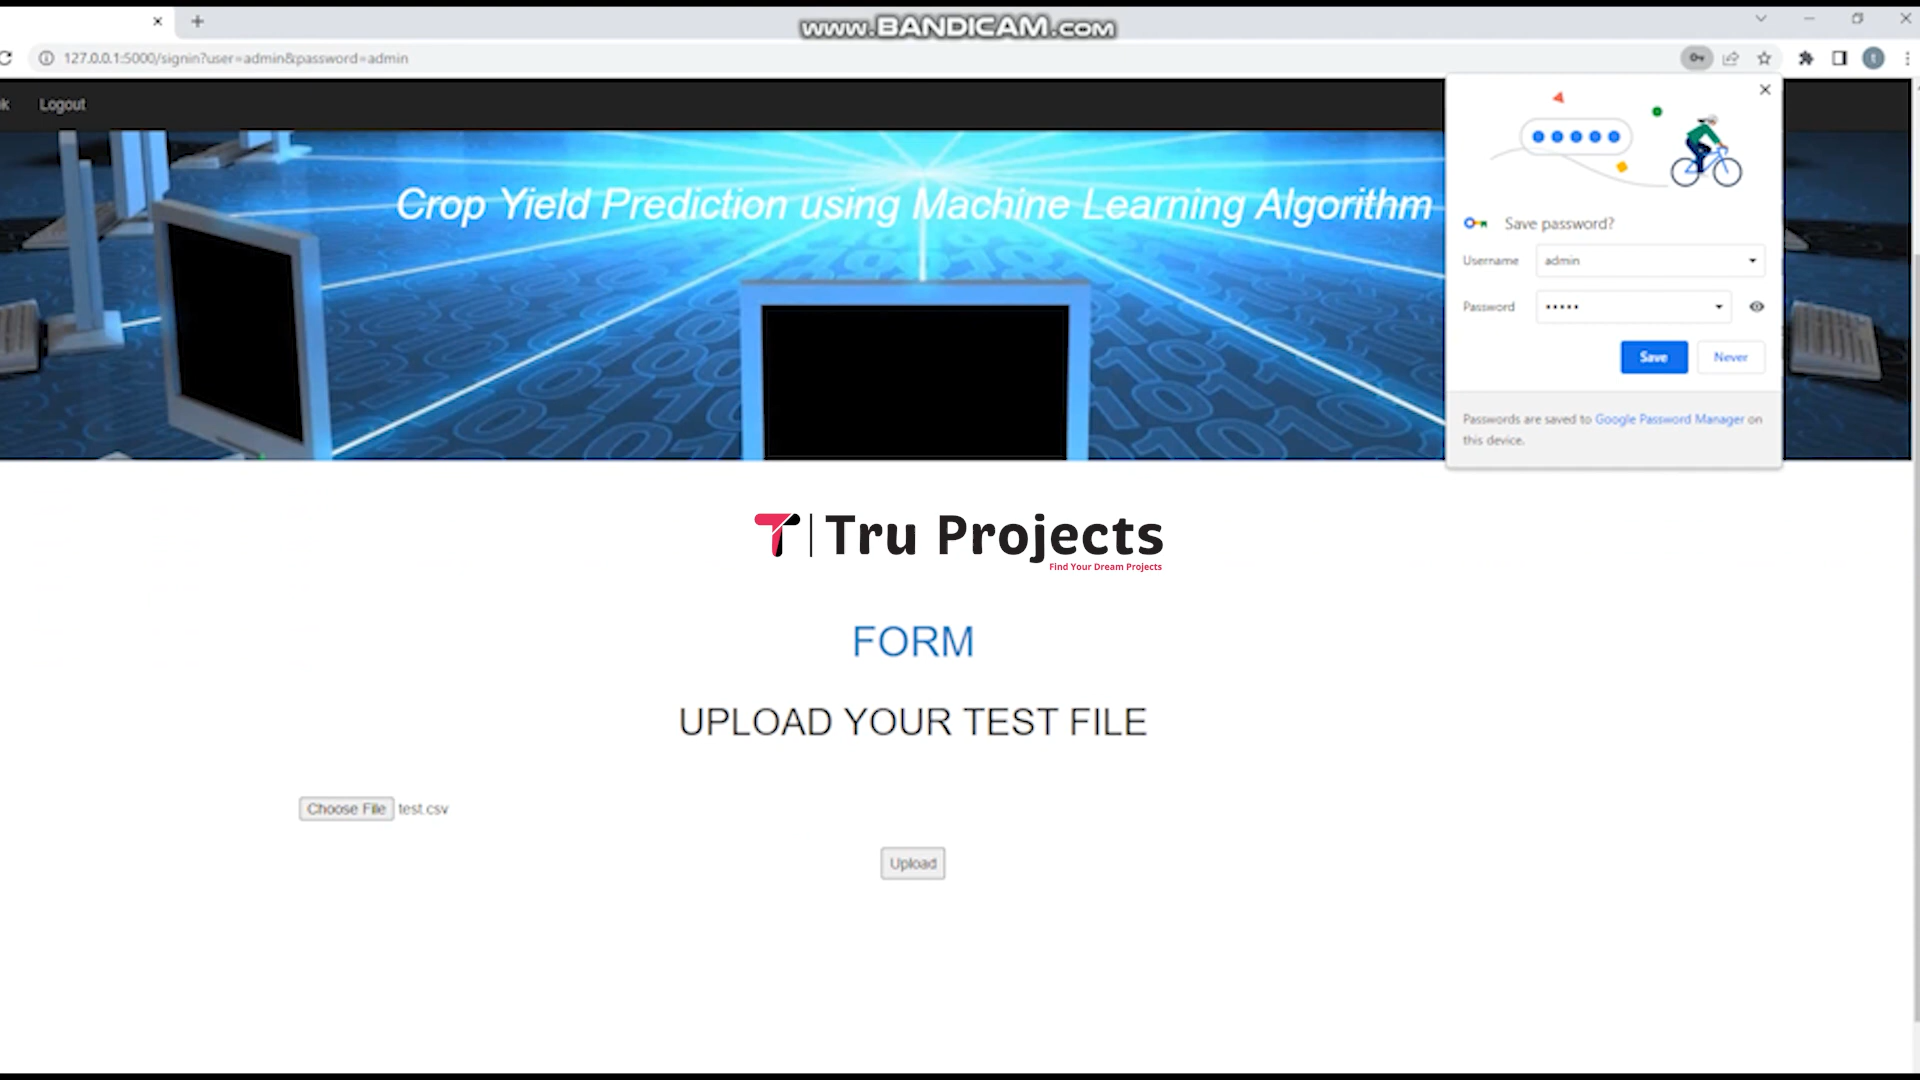 www.BANDICAM.com
127.0.0.1:5000/signin?user=admin&password=admin
Logout
Crop Yield Prediction using Machine Learning Algorithm
Save password?
Username admin
Password •••••
Save Never
Passwords are saved to Google Password Manager on
this device.
T | Tru Projects
Find Your Dream Projects
FORM
UPLOAD YOUR TEST FILE
Choose File test.csv
Upload